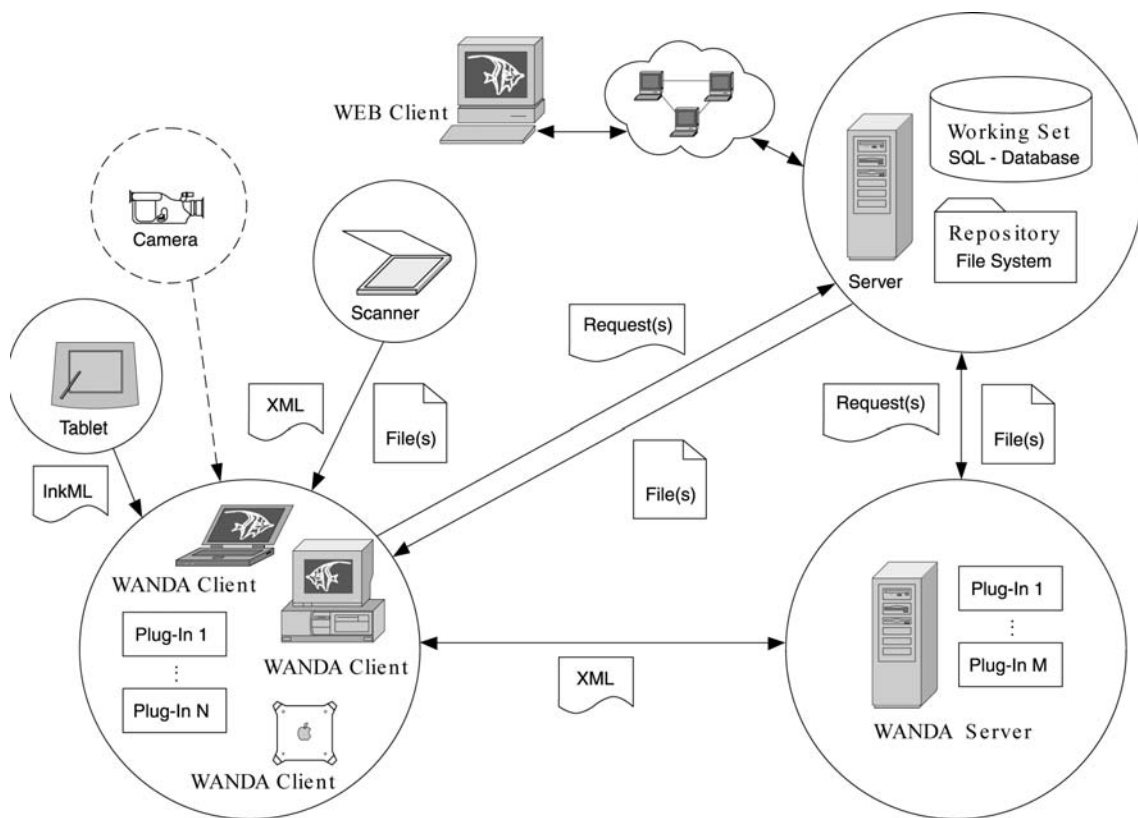 WEB Client
Working Set
SQL - Database
Repository
File System
Server
Camera
Scanner
Tablet
InkML
XML
File(s)
Request(s)
File(s)
Request(s)
File(s)
WANDA Client
Plug-In 1
Plug-In N
WANDA Client
WANDA Client
XML
Plug-In 1
Plug-In M
WANDA Server